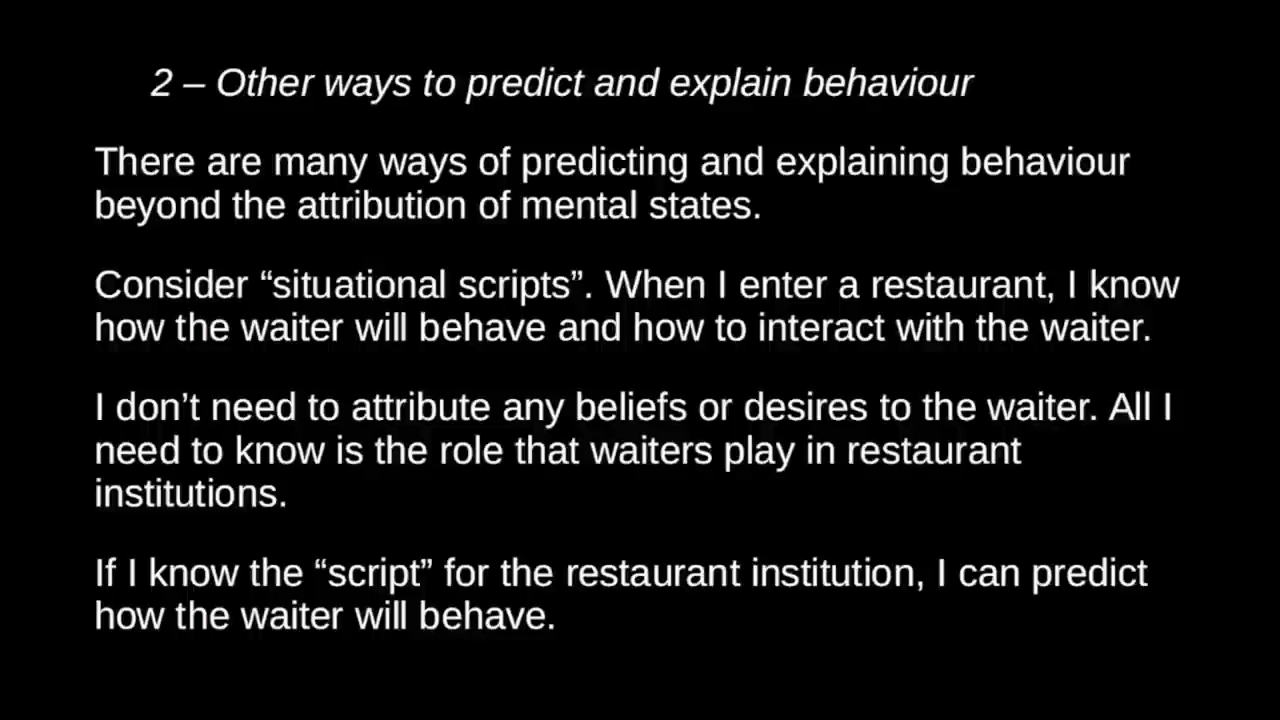 2 – Other ways to predict and explain behaviour
There are many ways of predicting and explaining behaviour
beyond the attribution of mental states.
Consider “situational scripts”. When I enter a restaurant, I know
how the waiter will behave and how to interact with the waiter.
I don’t need to attribute any beliefs or desires to the waiter. All I
need to know is the role that waiters play in restaurant
institutions.
If I know the “script” for the restaurant institution, I can predict
how the waiter will behave.